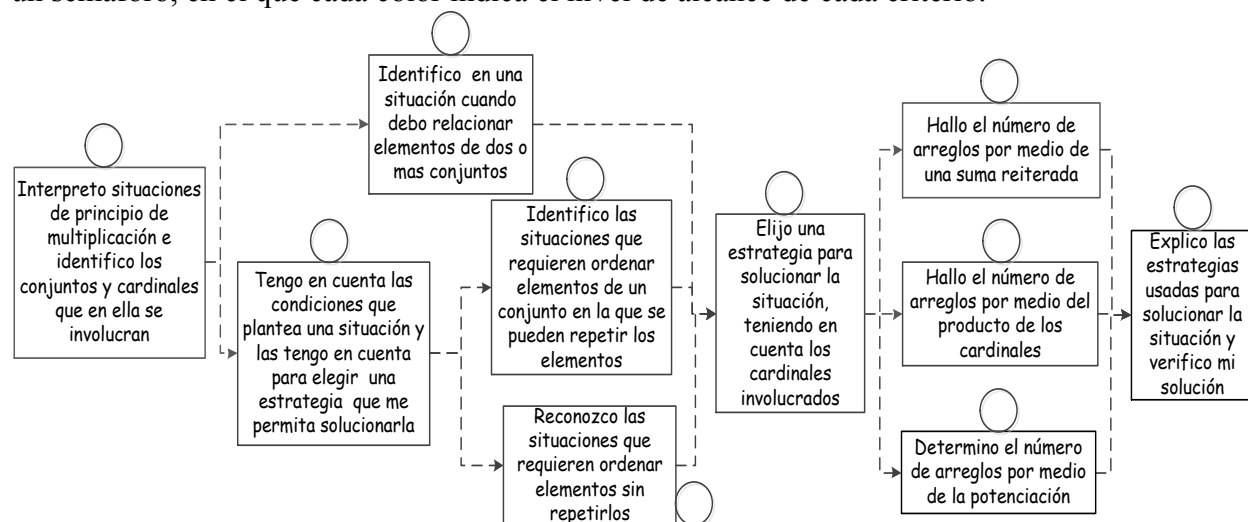 un semáforo, en el que cada color indica el nivel de alcance de cada criterio.
Identifico en una
situación cuando
debo relacionar
elementos de dos o
mas conjuntos
Interpreto situaciones
de principio de
multiplicación e
identifico los
conjuntos y cardinales
que en ella se
involucran
Tengo en cuenta las
condiciones que
plantea una situación y
las tengo en cuenta
para elegir una
estrategia que me
permita solucionarla
Identifico las
situaciones que
requieren ordenar
elementos de un
conjunto en la que se
pueden repetir los
elementos
Reconozco las
situaciones que
requieren ordenar
elementos sin
repetirlos
Elijo una
estrategia para
solucionar la
situación,
teniendo en
cuenta los
cardinales
involucrados
Hallo el número de
arreglos por medio de
una suma reiterada
Hallo el número de
arreglos por medio del
producto de los
cardinales
Determino el número
de arreglos por medio
de la potenciación
Explico las
estrategias
usadas para
solucionar la
situación y
verifico mi
solución